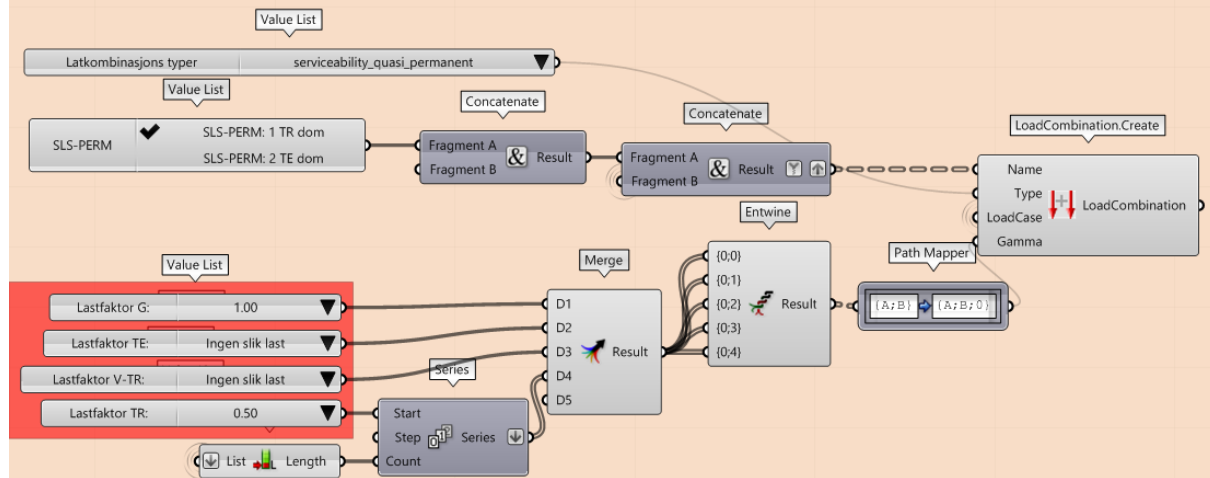 Value List
Latkombinasjons typer serviceability_quasi_permanent
Value List
SLS-PERM
SLS-PERM: 1 TR dom
SLS-PERM: 2 TE dom
Concatenate
Fragment A
Fragment B
& Result
Concatenate
Fragment A
Fragment B
& Result
LoadCombination.Create
Name
Type
LoadCase
Gamma
LoadCombination
Entwine
{0;0}
{0;1}
{0;2}
{0;3}
{0;4}
Result
Path Mapper
{A;B} {A;B;0}
Merge
D1
D2
D3
D4
D5
Result
Value List
Lastfaktor G: 1.00
Lastfaktor TE: Ingen slik last
Lastfaktor V-TR: Ingen slik last
Lastfaktor TR: 0.50
Series
Start
Step
Count
012
Series
List L Length